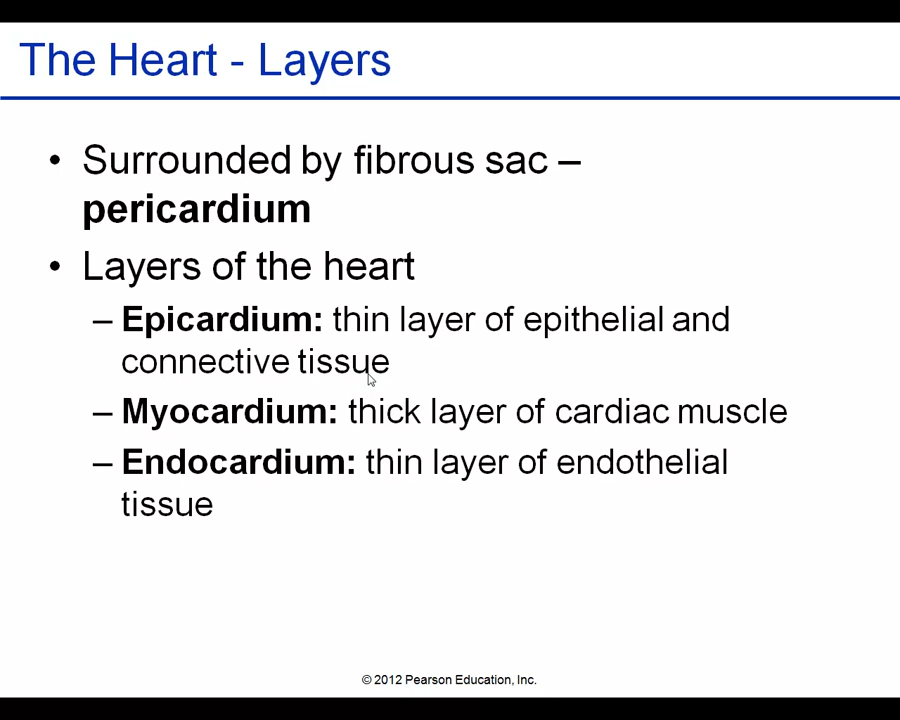 The Heart - Layers
• Surrounded by fibrous sac –
pericardium
• Layers of the heart
– Epicardium: thin layer of epithelial and
connective tissue
– Myocardium: thick layer of cardiac muscle
– Endocardium: thin layer of endothelial
tissue
© 2012 Pearson Education, Inc.